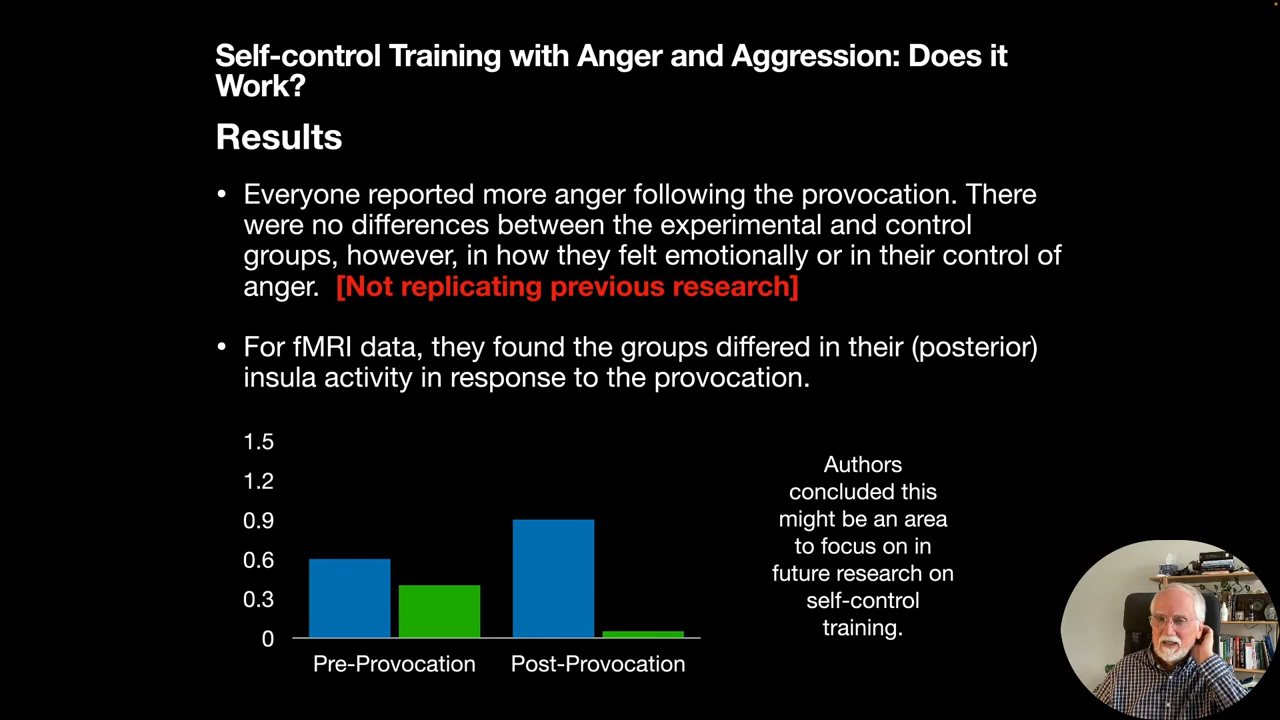 Self-control Training with Anger and Aggression: Does it
Work?
Results
• Everyone reported more anger following the provocation. There
were no differences between the experimental and control
groups, however, in how they felt emotionally or in their control of
anger. [Not replicating previous research]
• For fMRI data, they found the groups differed in their (posterior)
insula activity in response to the provocation.
1.5
1.2
0.9
0.6
0.3
0
Pre-Provocation
Post-Provocation
Authors
concluded this
might be an area
to focus on in
future research on
self-control
training.